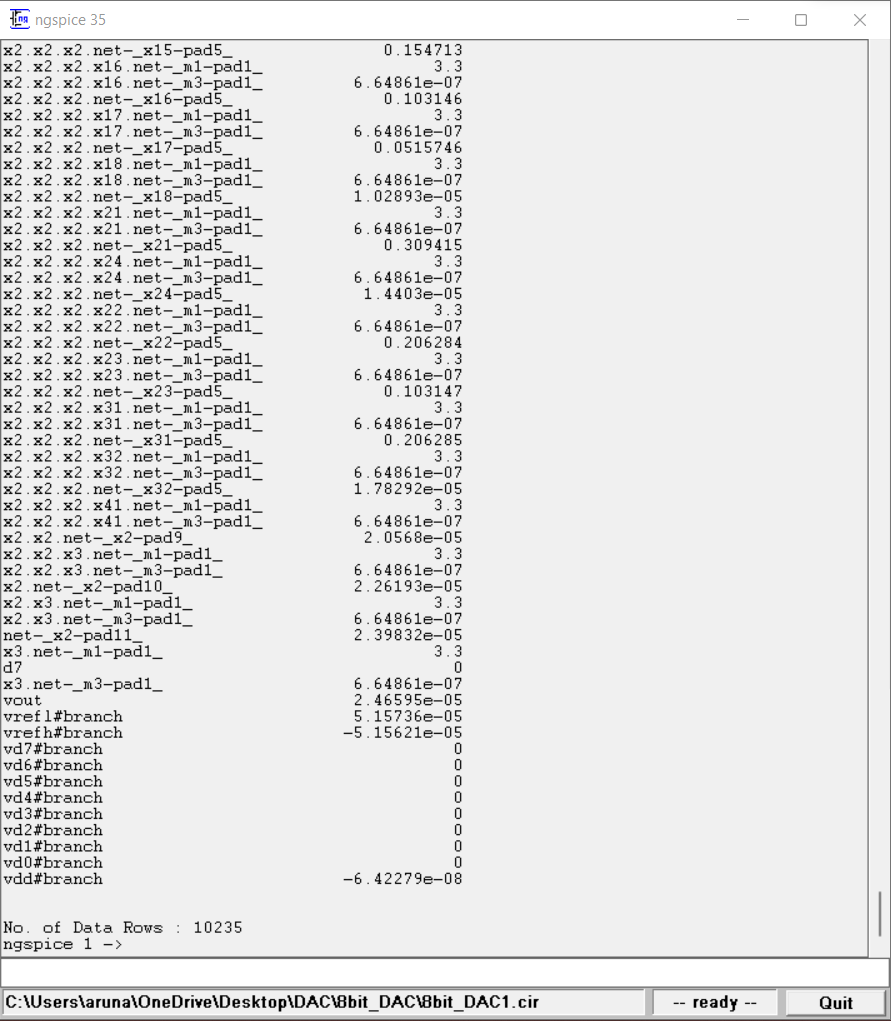 ngspice 35
x2.x2.x2.net-_x15-pad5_ 0.154713
x2.x2.x2.x16.net-_m1-pad1_ 3.3
x2.x2.x2.x16.net-_m3-pad1_ 6.64861e-07
x2.x2.x2.net-_x16-pad5_ 0.103146
x2.x2.x2.x17.net-_m1-pad1_ 3.3
x2.x2.x2.x17.net-_m3-pad1_ 6.64861e-07
x2.x2.x2.net-_x17-pad5_ 0.0515746
x2.x2.x2.x18.net-_m1-pad1_ 3.3
x2.x2.x2.x18.net-_m3-pad1_ 6.64861e-07
x2.x2.x2.net-_x18-pad5_ 1.02893e-05
x2.x2.x2.x21.net-_m1-pad1_ 3.3
x2.x2.x2.x21.net-_m3-pad1_ 6.64861e-07
x2.x2.x2.net-_x21-pad5_ 0.309415
x2.x2.x2.x24.net-_m1-pad1_ 3.3
x2.x2.x2.x24.net-_m3-pad1_ 6.64861e-07
x2.x2.x2.net-_x24-pad5_ 1.4403e-05
x2.x2.x2.x22.net-_m1-pad1_ 3.3
x2.x2.x2.x22.net-_m3-pad1_ 6.64861e-07
x2.x2.x2.net-_x22-pad5_ 0.206284
x2.x2.x2.x23.net-_m1-pad1_ 3.3
x2.x2.x2.x23.net-_m3-pad1_ 6.64861e-07
x2.x2.x2.net-_x23-pad5_ 0.103147
x2.x2.x2.x31.net-_m1-pad1_ 3.3
x2.x2.x2.x31.net-_m3-pad1_ 6.64861e-07
x2.x2.x2.net-_x31-pad5_ 0.206285
x2.x2.x2.x32.net-_m1-pad1_ 3.3
x2.x2.x2.x32.net-_m3-pad1_ 6.64861e-07
x2.x2.x2.net-_x32-pad5_ 1.78292e-05
x2.x2.x2.x41.net-_m1-pad1_ 3.3
x2.x2.x2.x41.net-_m3-pad1_ 6.64861e-07
x2.x2.net-_x2-pad9_ 2.0568e-05
x2.x2.x3.net-_m1-pad1_ 3.3
x2.x2.x3.net-_m3-pad1_ 6.64861e-07
x2.net-_x2-pad10_ 2.26193e-05
x2.x3.net-_m1-pad1_ 3.3
x2.x3.net-_m3-pad1_ 6.64861e-07
net-_x2-pad11_ 2.39832e-05
x3.net-_m1-pad1_ 3.3
d7 0
x3.net-_m3-pad1_ 6.64861e-07
vout 2.46595e-05
vrefl#branch 5.15736e-05
vrefh#branch -5.15621e-05
vd7#branch 0
vd6#branch 0
vd5#branch 0
vd4#branch 0
vd3#branch 0
vd2#branch 0
vd1#branch 0
vd0#branch 0
vdd#branch -6.42279e-08
No. of Data Rows : 10235
ngspice 1 ->
C:\Users\aruna\OneDrive\Desktop\DAC\8bit_DAC\8bit_DAC1.cir -- ready -- Quit